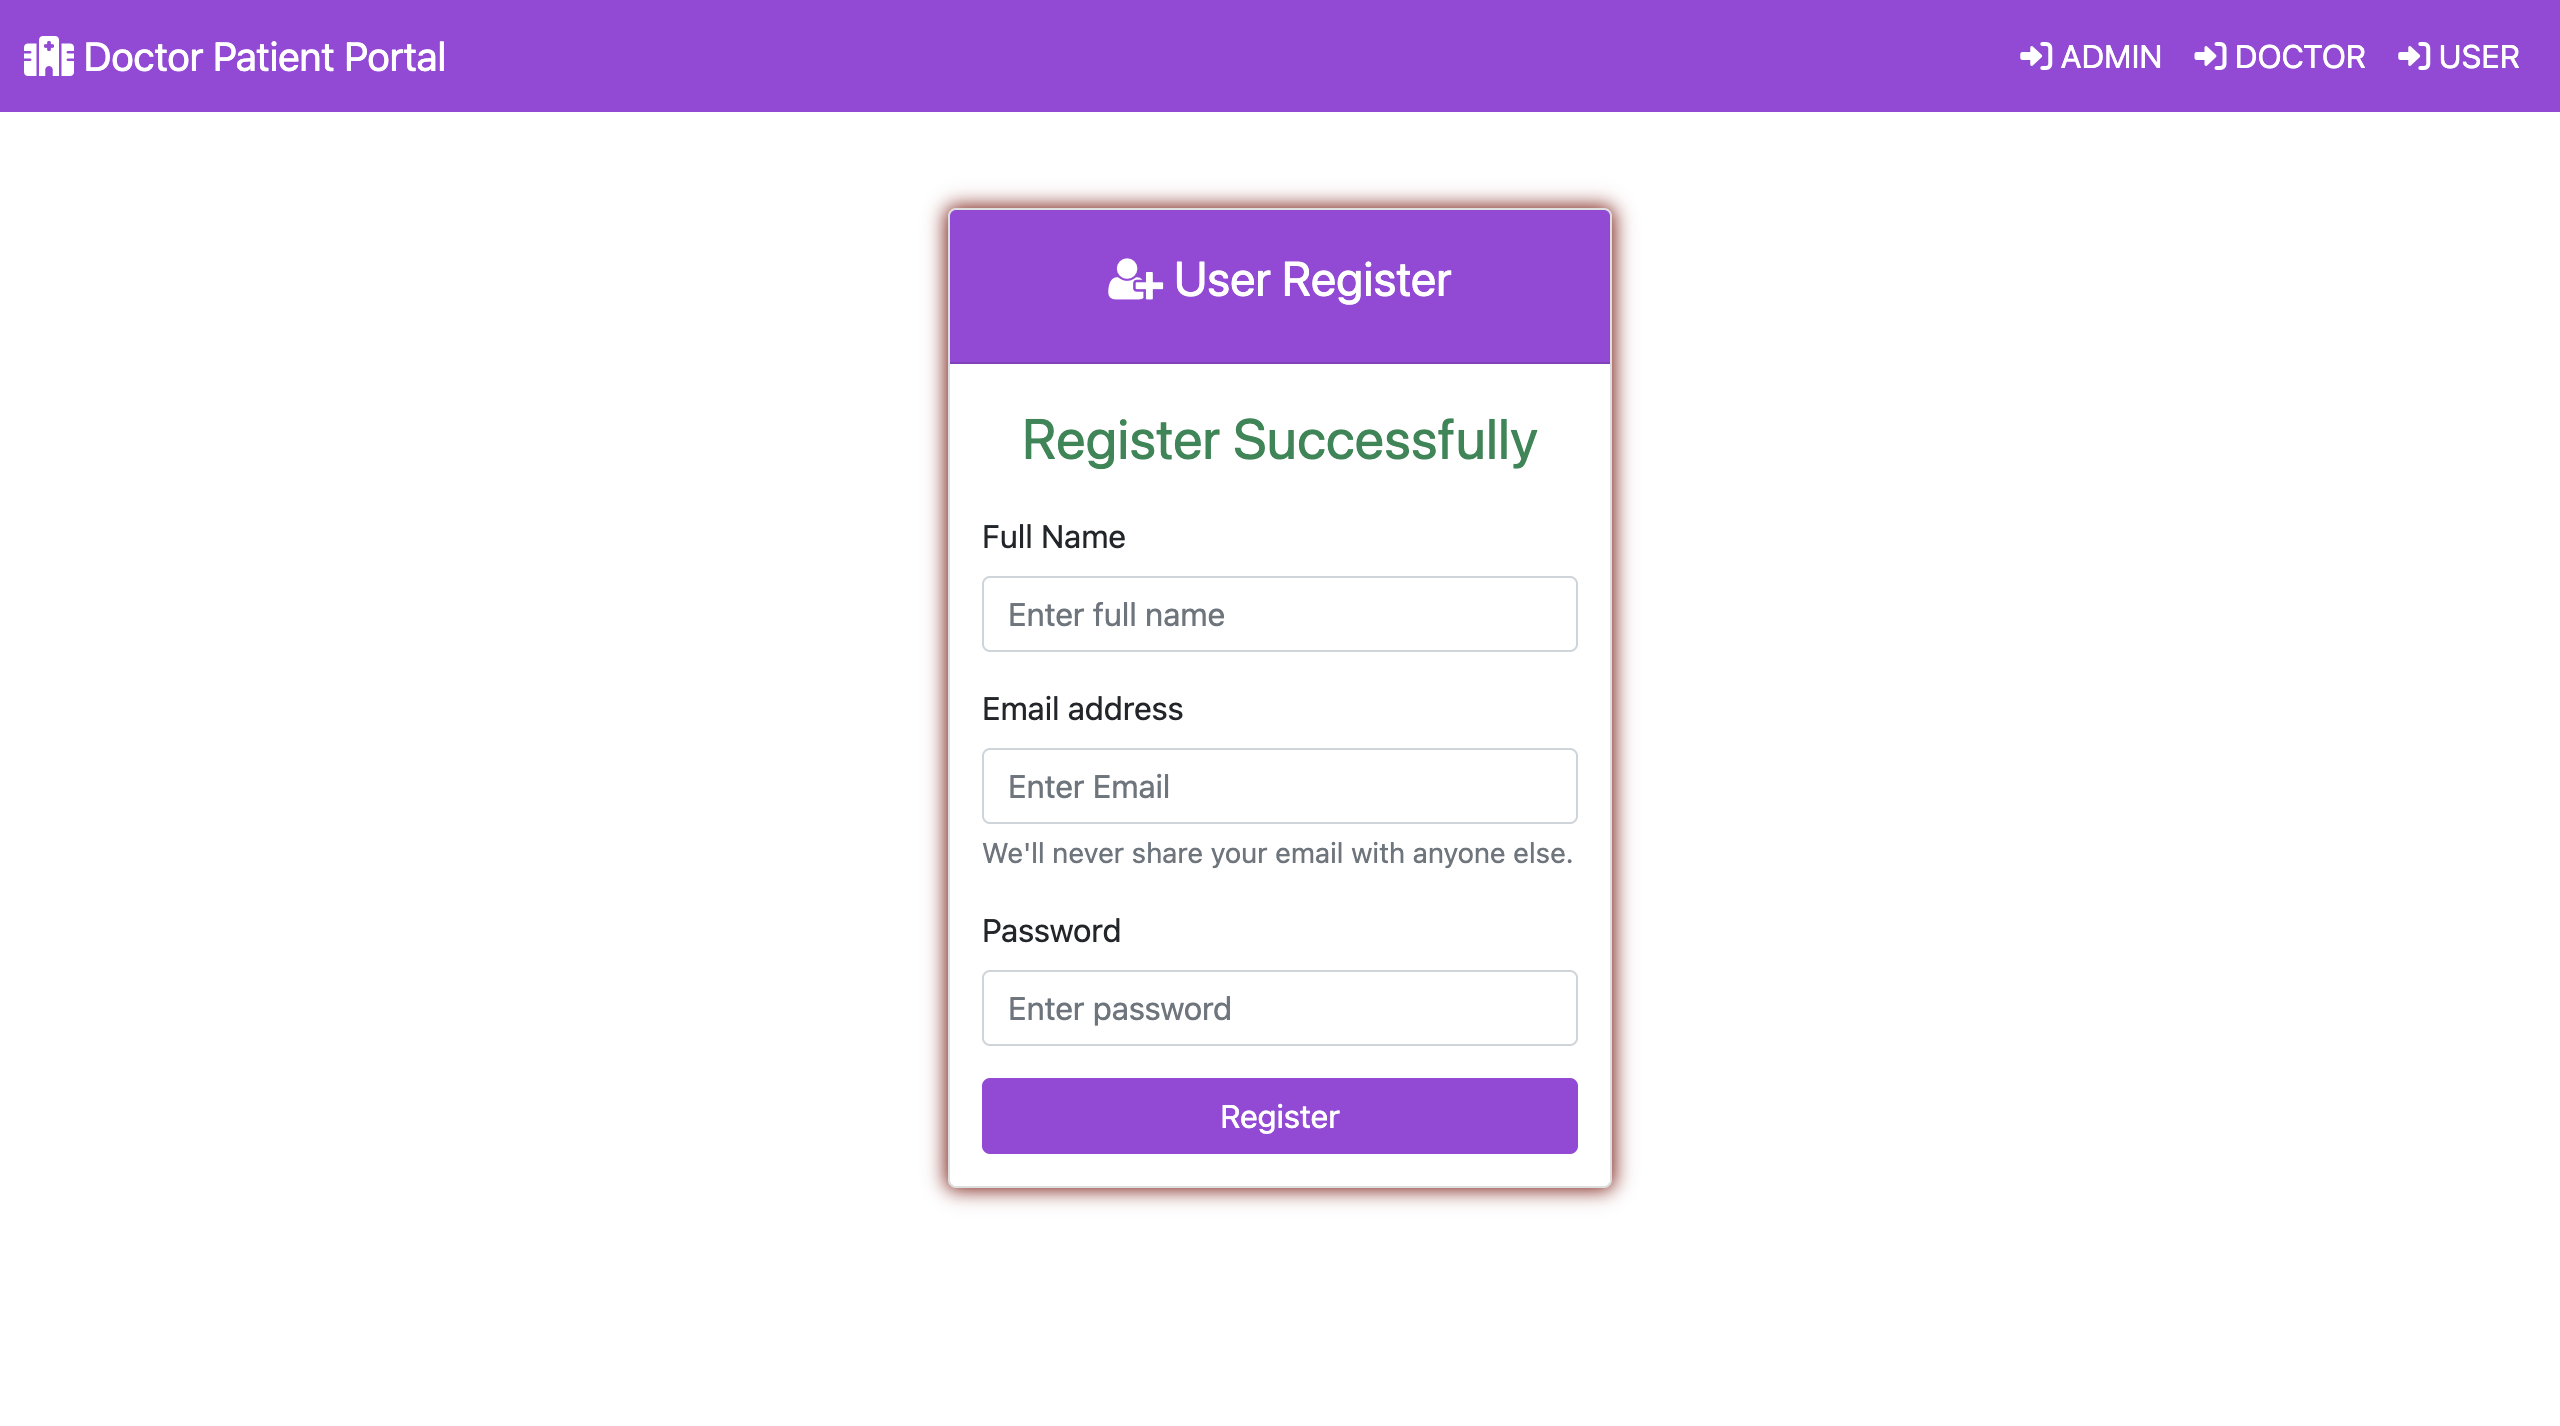 Doctor Patient Portal
ADMIN DOCTOR USER
User Register
Register Successfully
Full Name
Enter full name
Email address
Enter Email
We'll never share your email with anyone else.
Password
Enter password
Register